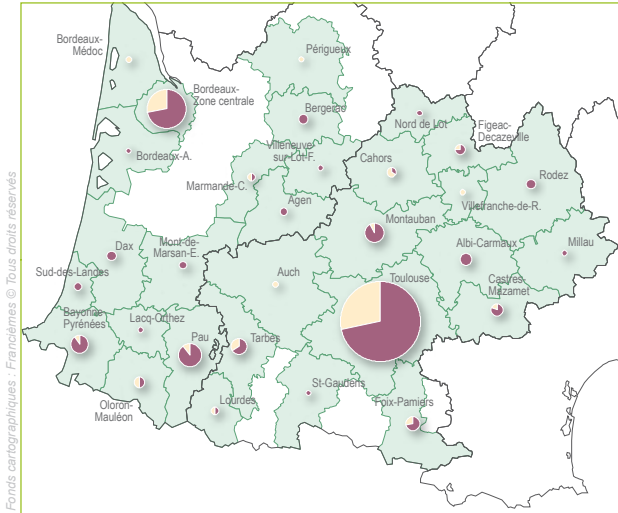 Bordeaux-
Médoc
Périgueux
Bordeaux-
Zone centrale
Bergerac
Nord de Lot
Figeac-
Decazeville
Villeneuve
sur-Lot-F.
Bordeaux-A.
Cahors
Marmande-C.
Rodez
Villefranche-de-R.
Agen
Montauban
Dax
Mont-de-
Marsan-E.
Albi-Carmaux
Millau
Sud-des-Landes
Auch
Toulouse
Castres-
Mazamet
Bayonne-
Pyrénées
Lacq-Orthez
Pau
Tarbes
St-Gaudens
Oloron-
Mauléon
Lourdes
Foix-Pamiers
Fonds cartographiques : Franciemes © Tous droits réservés